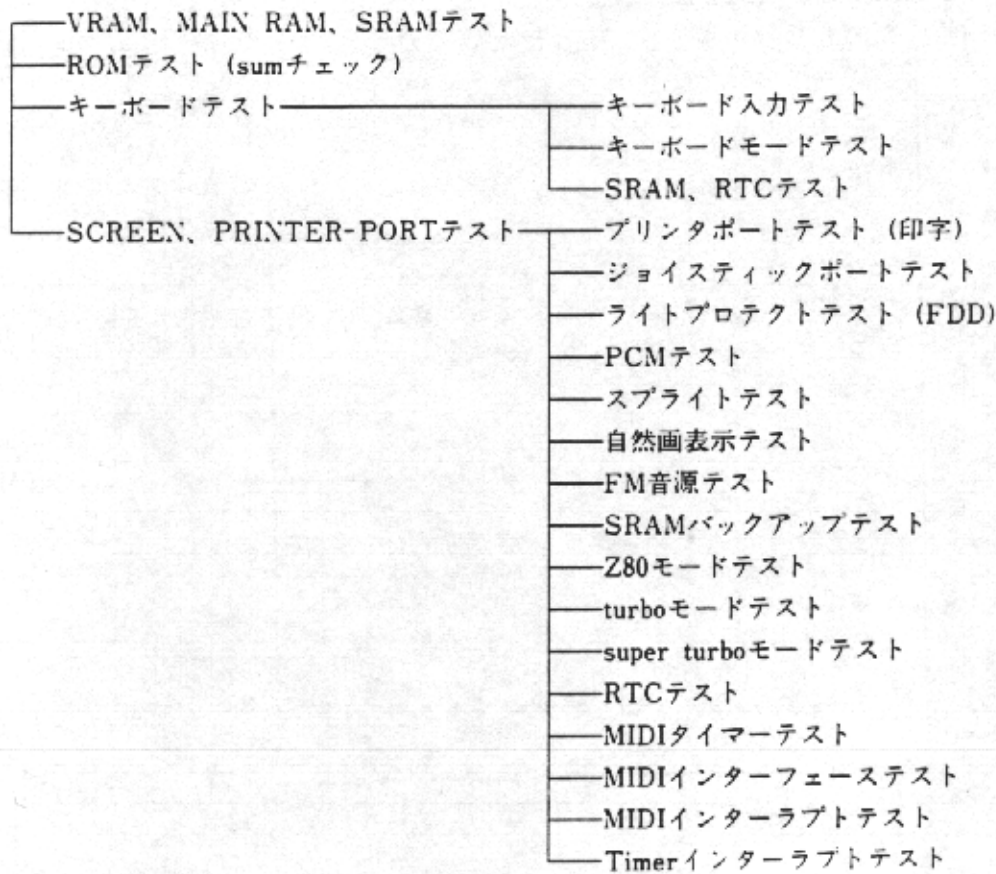 VRAM、MAIN RAM、SRAMテスト
ROMテスト (sumチェック)
キーボードテスト
キーボード入力テスト
キーボードモードテスト
SRAM、RTCテスト
SCREEN、PRINTER-PORTテスト
プリンタポートテスト (印字)
ジョイスティックポートテスト
ライトプロテクトテスト (FDD)
PCMテスト
スプライトテスト
自然画表示テスト
FM音源テスト
SRAMバックアップテスト
Z80モードテスト
turboモードテスト
super turboモードテスト
RTCテスト
MIDIタイマーテスト
MIDIインターフェーステスト
MIDIインターラプトテスト
Timerインターラプトテスト